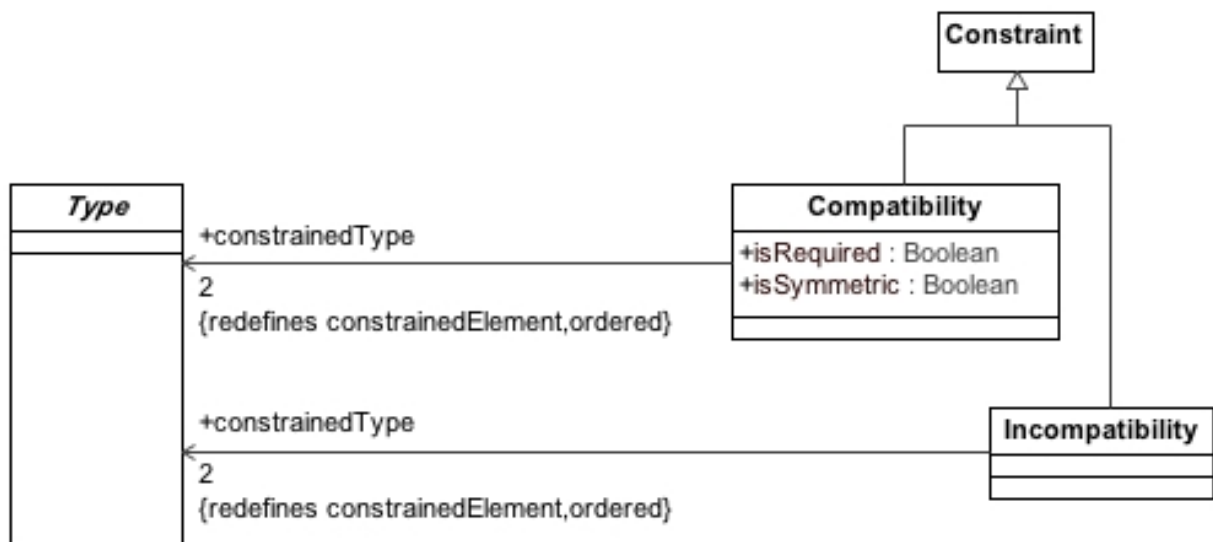 Constraint
Type
Compatibility
+constrainedType
+isRequired : Boolean
+isSymmetric : Boolean
2
{redefines constrainedElement,ordered}
+constrainedType
Incompatibility
2
{redefines constrainedElement,ordered}